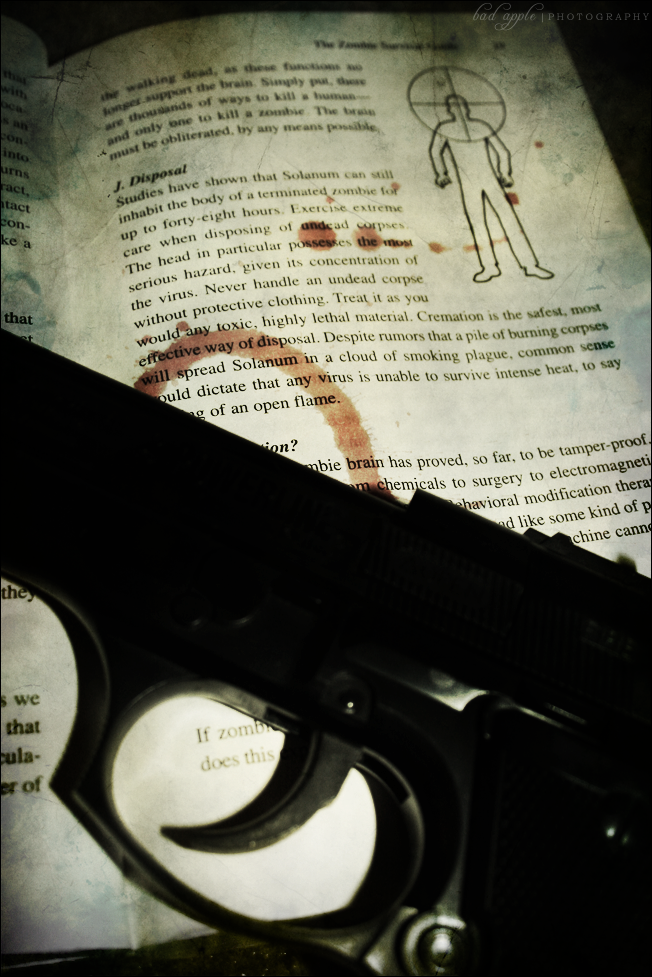 bad apple | PHOTOGRAPHY
The Zombie Survival Guide
the walking dead, as these functions no
longer support the brain. Simply put, there
are thousands of ways to kill a human—
and only one to kill a zombie. The brain
must be obliterated, by any means possible.
J. Disposal
Studies have shown that Solanum can still
inhabit the body of a terminated zombie for
up to forty-eight hours. Exercise extreme
care when disposing of undead corpses.
The head in particular possesses the most
serious hazard, given its concentration of
the virus. Never handle an undead corpse
without protective clothing. Treat it as you
would any toxic, highly lethal material. Cremation is the safest, most
effective way of disposal. Despite rumors that a pile of burning corpses
will spread Solanum in a cloud of smoking plague, common sense
would dictate that any virus is unable to survive intense heat, to say
of an open flame.
brain has proved, so far, to be tamper-proof.
chemicals to surgery to
behavioral modification
like some kind of
that
with
into
ke a
that
they
s we
that
er of
If
does this